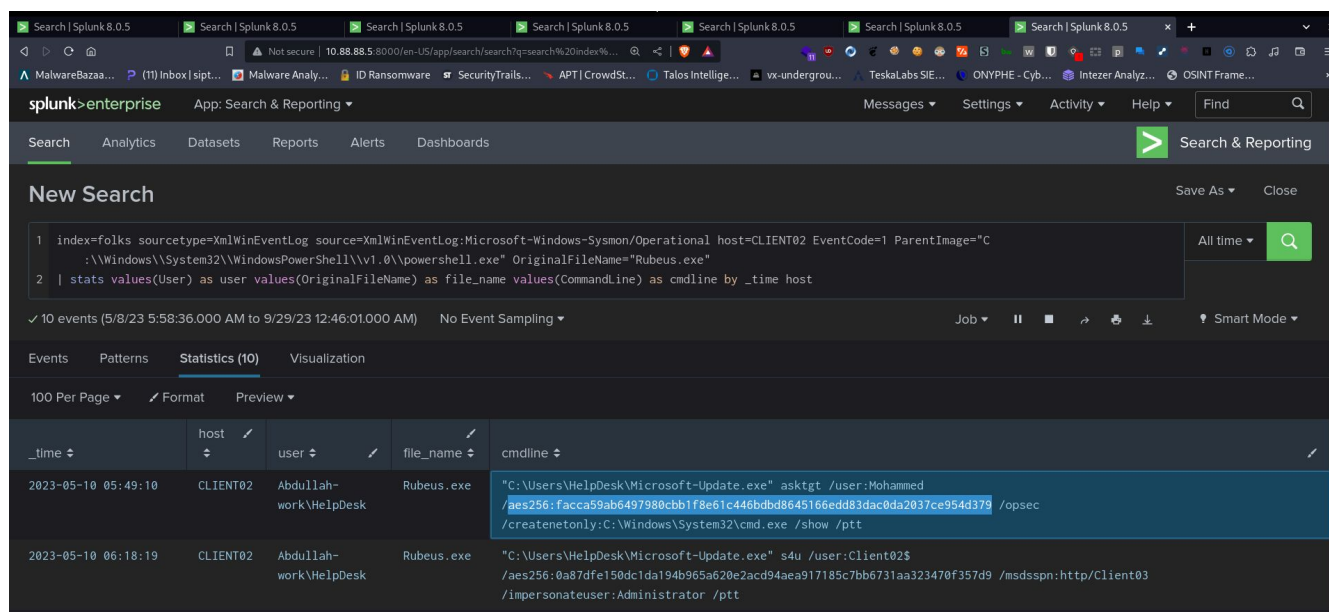 Search | Splunk 8.0.5 Search | Splunk 8.0.5 Search | Splunk 8.0.5 Search | Splunk 8.0.5 Search | Splunk 8.0.5 Search | Splunk 8.0.5 Search | Splunk 8.0.5 × +
Not secure | 10.88.88.5:8000/en-US/app/search/search?q=search%20index%...
MalwareBazaa... (11) Inbox | sipt... Malware Analy... ID Ransomware SecurityTrails... APT | CrowdSt... Talos Intellige... vx-undergrou... TeskaLabs SIE... ONYPHE - Cyb... Intezer Analyz... OSINT Frame...
splunk>enterprise App: Search & Reporting Messages Settings Activity Help Find
Search Analytics Datasets Reports Alerts Dashboards Search & Reporting
New Search Save As Close
1 index=folks sourcetype=XmlWinEventLog source=XmlWinEventLog:Microsoft-Windows-Sysmon/Operational host=CLIENT02 EventCode=1 ParentImage="C All time
:\\Windows\\System32\\WindowsPowerShell\\v1.0\\powershell.exe" OriginalFileName="Rubeus.exe"
2 | stats values(User) as user values(OriginalFileName) as file_name values(CommandLine) as cmdline by _time host
✓ 10 events (5/8/23 5:58:36.000 AM to 9/29/23 12:46:01.000 AM) No Event Sampling Job Smart Mode
Events Patterns Statistics (10) Visualization
100 Per Page Format Preview
_time host user file_name cmdline
2023-05-10 05:49:10 CLIENT02 Abdullah- Rubeus.exe "C:\Users\HelpDesk\Microsoft-Update.exe" asktgt /user:Mohammed
work\HelpDesk /aes256:facca59ab6497980cbb1f8e61c446bdbd8645166edd83dac0da2037ce954d379 /opsec
/createnetonly:C:\Windows\System32\cmd.exe /show /ptt
2023-05-10 06:18:19 CLIENT02 Abdullah- Rubeus.exe "C:\Users\HelpDesk\Microsoft-Update.exe" s4u /user:Client02$
work\HelpDesk /aes256:0a87dfe150dc1da194b965a620e2acd94aea917185c7bb6731aa323470f357d9 /msdsspn:http/Client03
/impersonateuser:Administrator /ptt